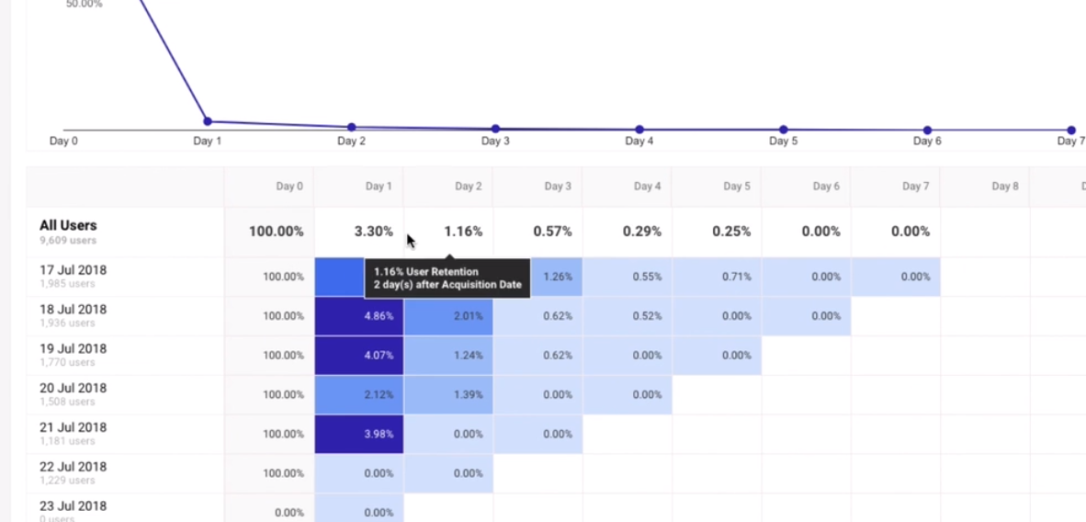 50.00%
Day 0 Day 1 Day 2 Day 3 Day 4 Day 5 Day 6 Day 7
Day 0 Day 1 Day 2 Day 3 Day 4 Day 5 Day 6 Day 7 Day 8
All Users 100.00% 3.30% 1.16% 0.57% 0.29% 0.25% 0.00% 0.00%
9,609 users
1.16% User Retention
2 day(s) after Acquisition Date
17 Jul 2018 100.00% 1.26% 0.55% 0.71% 0.00% 0.00%
1,985 users
18 Jul 2018 100.00% 4.86% 2.01% 0.62% 0.52% 0.00% 0.00%
1,936 users
19 Jul 2018 100.00% 4.07% 1.24% 0.62% 0.00% 0.00%
1,770 users
20 Jul 2018 100.00% 2.12% 1.39% 0.00% 0.00%
1,508 users
21 Jul 2018 100.00% 3.98% 0.00% 0.00%
1,181 users
22 Jul 2018 100.00% 0.00% 0.00%
1,229 users
23 Jul 2018 0.00% 0.00%
0 users